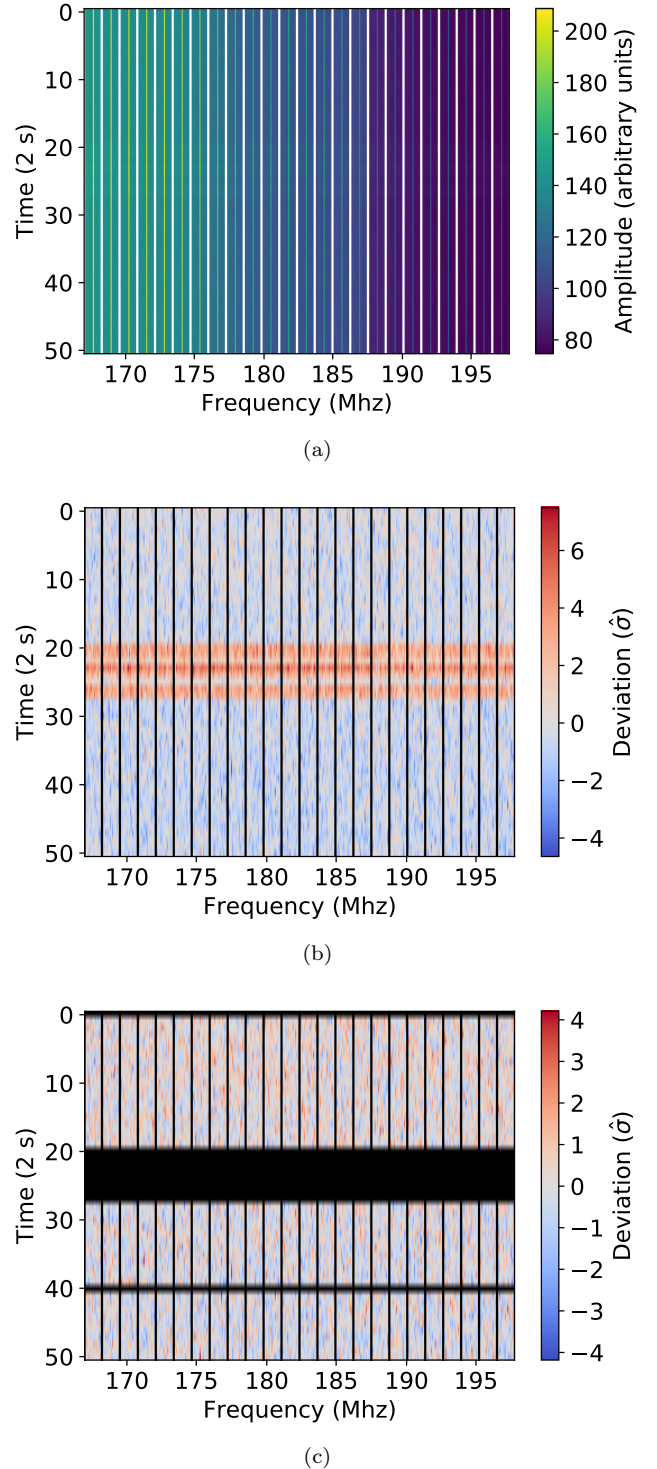 0
10
20
30
40
50
Time (2 s)
170 175 180 185 190 195
Frequency (Mhz)
200
180
160
140
120
100
80
Amplitude (arbitrary units)
(a)
0
10
20
30
40
50
Time (2 s)
170 175 180 185 190 195
Frequency (Mhz)
6
4
2
0
−2
−4
Deviation (σ̂)
(b)
0
10
20
30
40
50
Time (2 s)
170 175 180 185 190 195
Frequency (Mhz)
4
3
2
1
0
−1
−2
−3
−4
Deviation (σ̂)
(c)